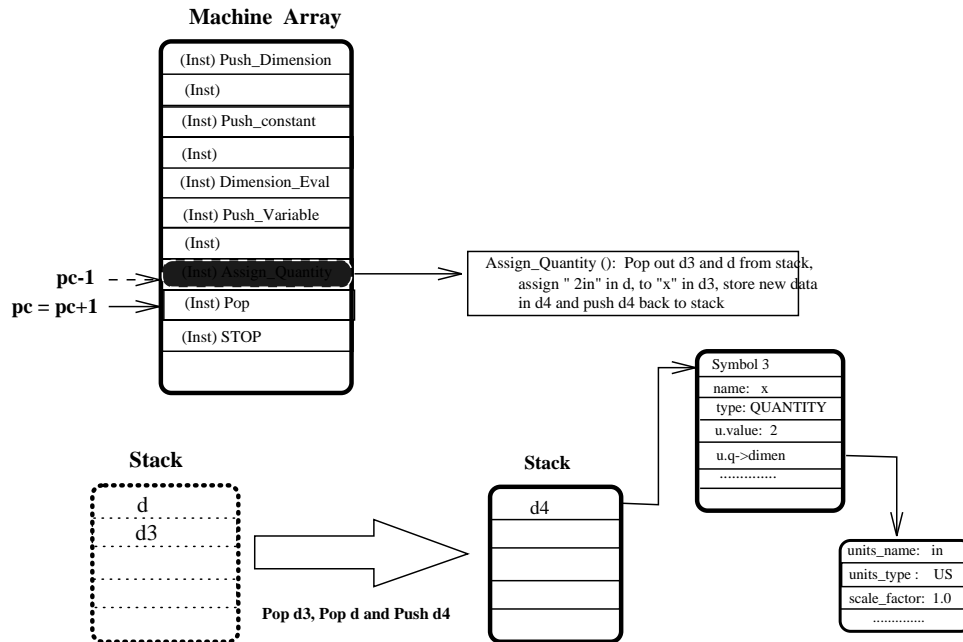 Machine Array
(Inst) Push_Dimension
(Inst)
(Inst) Push_constant
(Inst)
(Inst) Dimension_Eval
(Inst) Push_Variable
(Inst)
(Inst) Assign_Quantity
(Inst) Pop
(Inst) STOP
pc-1
pc = pc+1
Assign_Quantity (): Pop out d3 and d from stack,
assign " 2in" in d, to "x" in d3, store new data
in d4 and push d4 back to stack
Stack
d
d3
Pop d3, Pop d and Push d4
Stack
d4
Symbol 3
name: x
type: QUANTITY
u.value: 2
u.q->dimen
..............
units_name: in
units_type : US
scale_factor: 1.0
..............